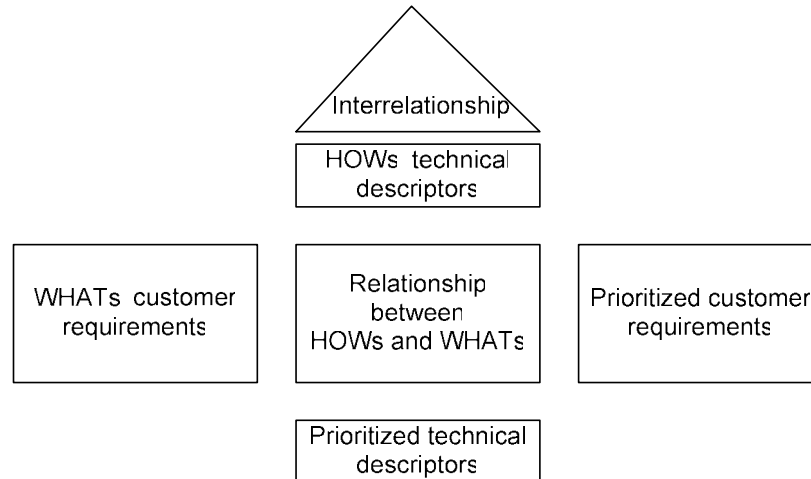 Interrelationship
HOWs technical
descriptors
WHATs customer
requirements
Relationship
between
HOWs and WHATs
Prioritized customer
requirements
Prioritized technical
descriptors